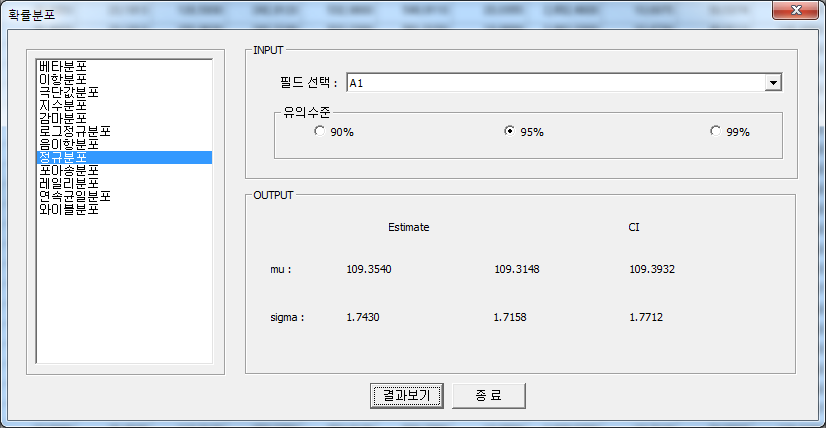 확률분포
베타분포
이항분포
극단값분포
지수분포
감마분포
로그정규분포
음이항분포
정규분포
포아송분포
레일리분포
연속균일분포
와이블분포
INPUT
필드 선택 : A1
유의수준
90% 95% 99%
OUTPUT
Estimate CI
mu : 109.3540 109.3148 109.3932
sigma : 1.7430 1.7158 1.7712
결과보기 종 료